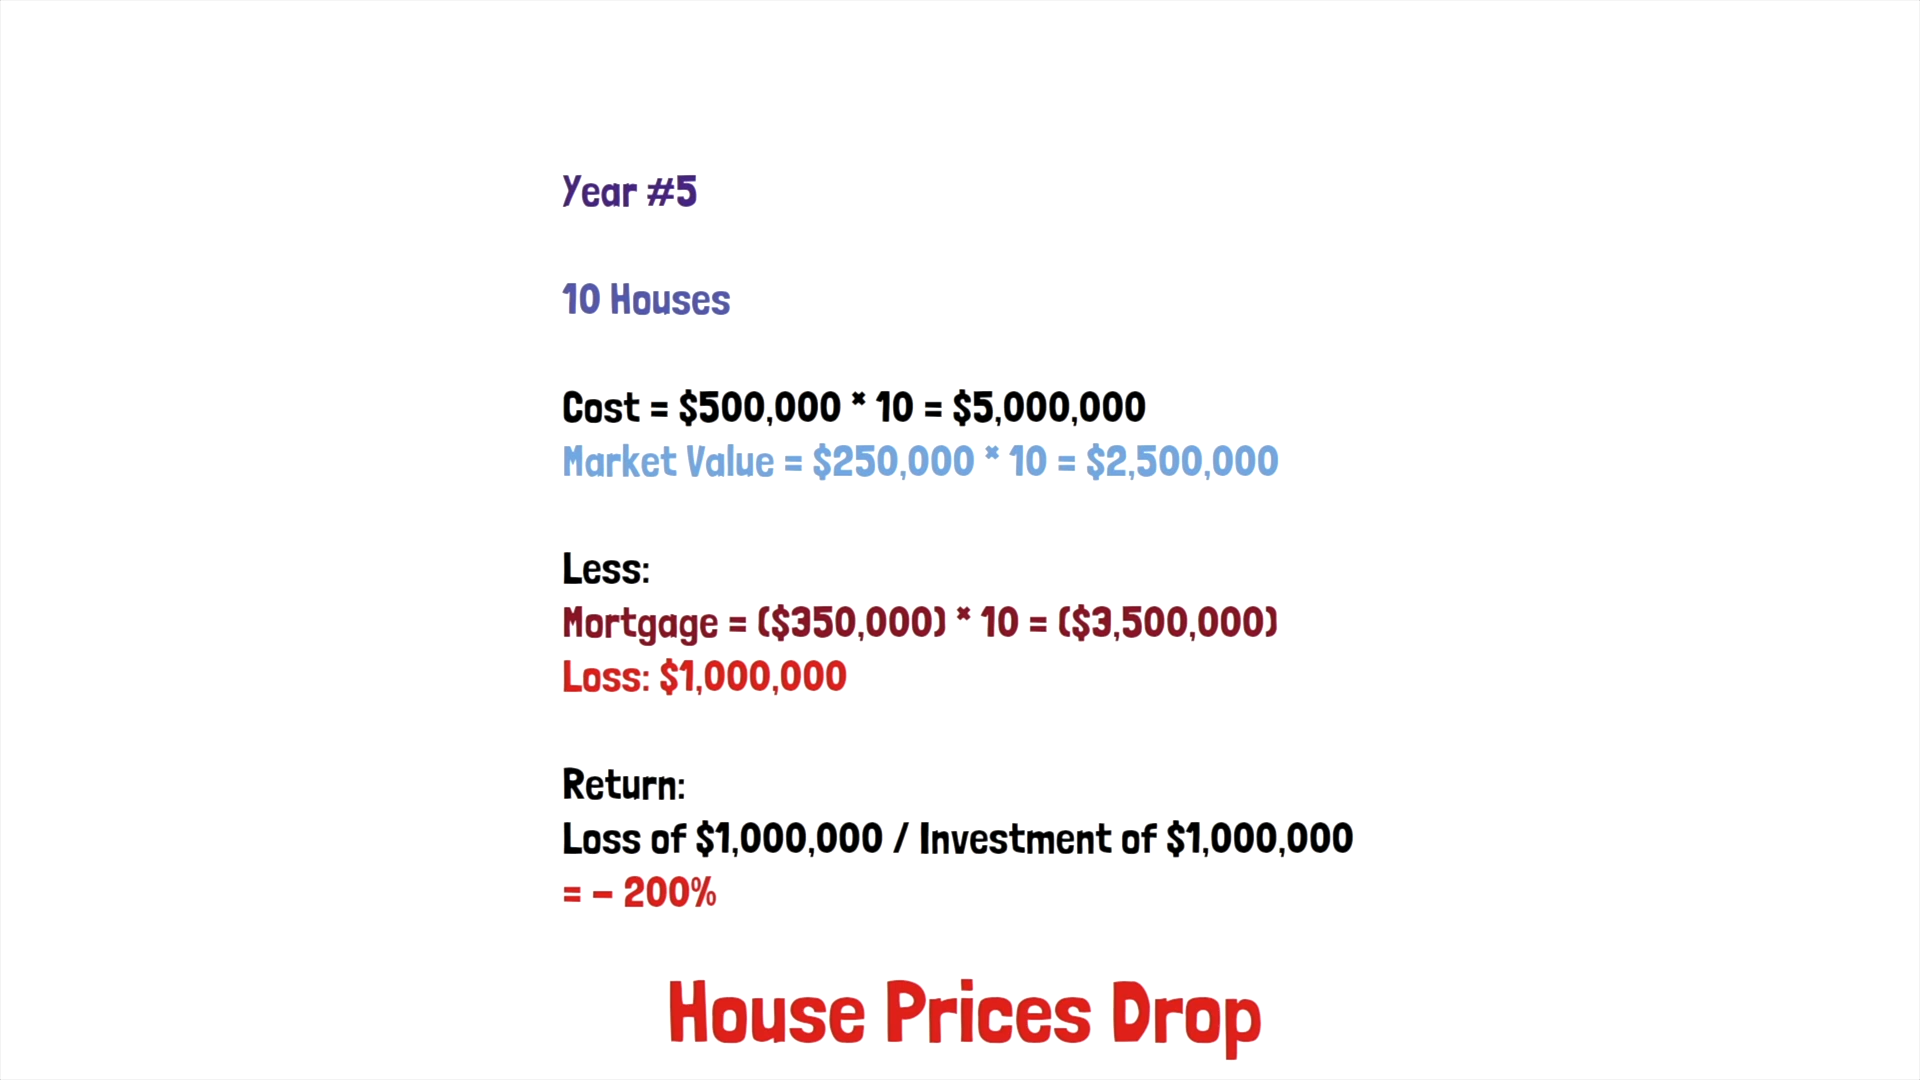 Year #5
10 Houses
Cost = $500,000 * 10 = $5,000,000
Market Value = $250,000 * 10 = $2,500,000
Less:
Mortgage = ($350,000) * 10 = ($3,500,000)
Loss: $1,000,000
Return:
Loss of $1,000,000 / Investment of $1,000,000
= – 200%
House Prices Drop